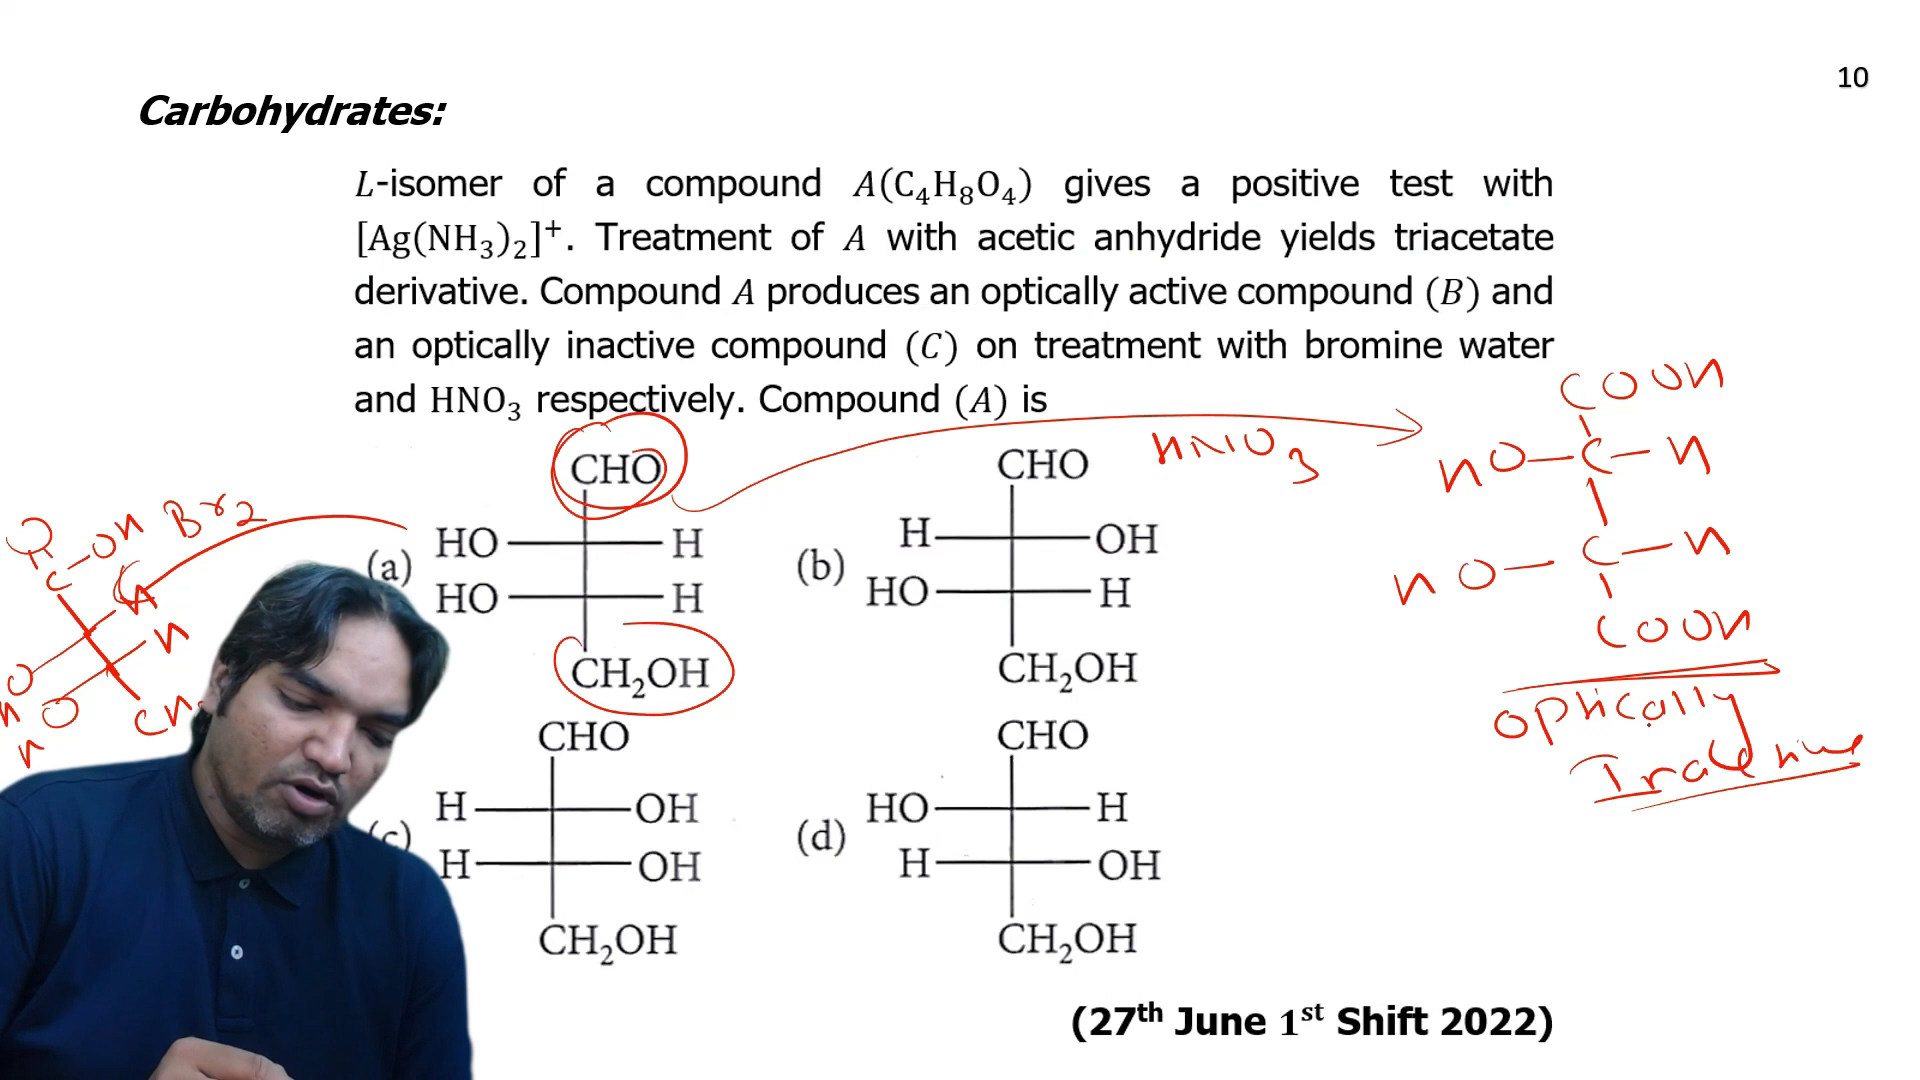 10
Carbohydrates:
L-isomer of a compound A(C₄H₈O₄) gives a positive test with
[Ag(NH₃)₂]⁺. Treatment of A with acetic anhydride yields triacetate
derivative. Compound A produces an optically active compound (B) and
an optically inactive compound (C) on treatment with bromine water
and HNO₃ respectively. Compound (A) is
(a)
CHO
HO H
HO H
CH₂OH
(b)
CHO
H OH
HO H
CH₂OH
(c)
CHO
H OH
H OH
CH₂OH
(d)
CHO
HO H
H OH
CH₂OH
HNO₃
COOH
HO–C–H
HO–C–H
COOH
optically
Br₂
C–OH
(27ᵗʰ June 1ˢᵗ Shift 2022)